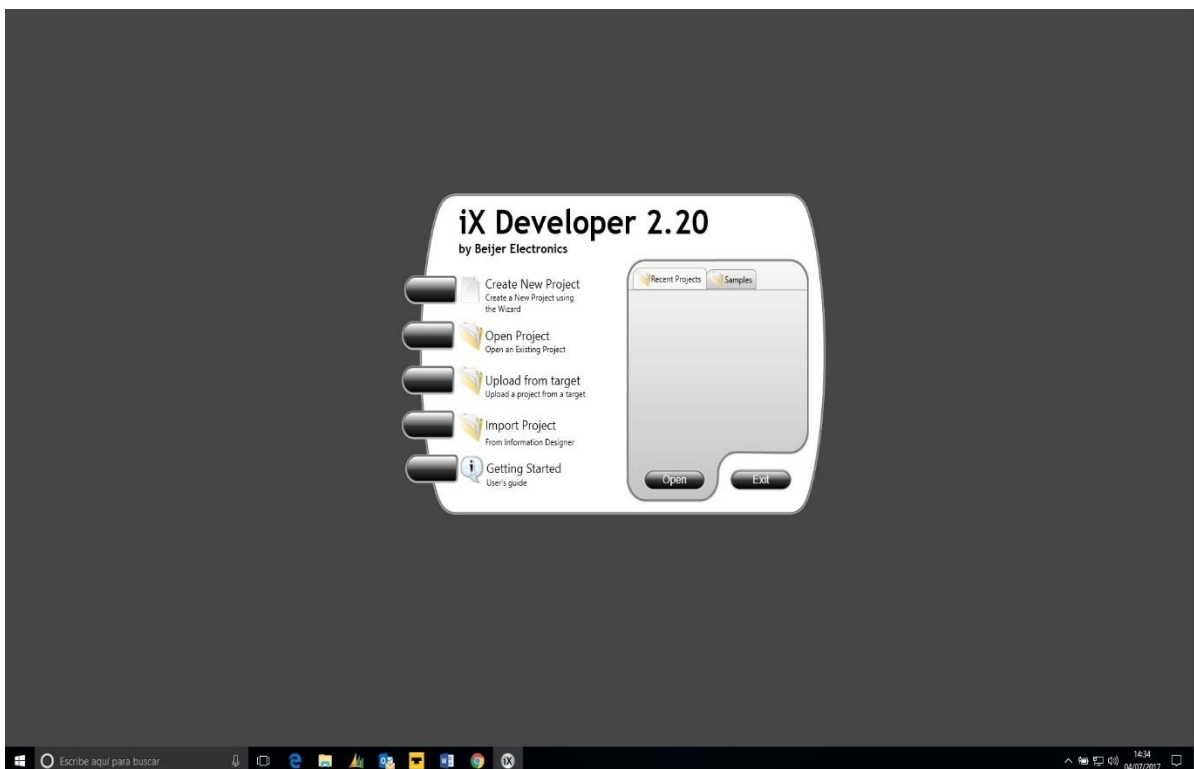 iX Developer 2.20
by Beijer Electronics
Create New Project
Create a New Project using
the Wizard
Open Project
Open an Existing Project
Upload from target
Upload a project from a target
Import Project
From Information Designer
Getting Started
User's guide
Recent Projects
Samples
Open
Exit
Escribe aquí para buscar
iX
14:34
04/07/2017